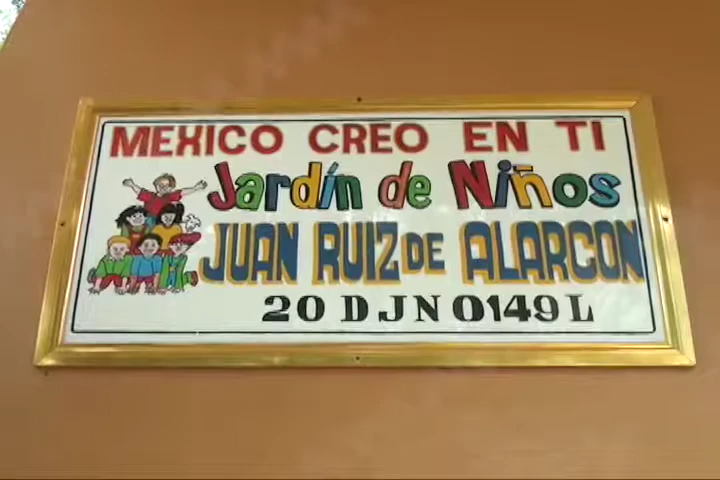 MEXICO CREO EN TI
Jardín de Niños
JUAN RUIZ DE ALARCON
20 DJN 0149 L